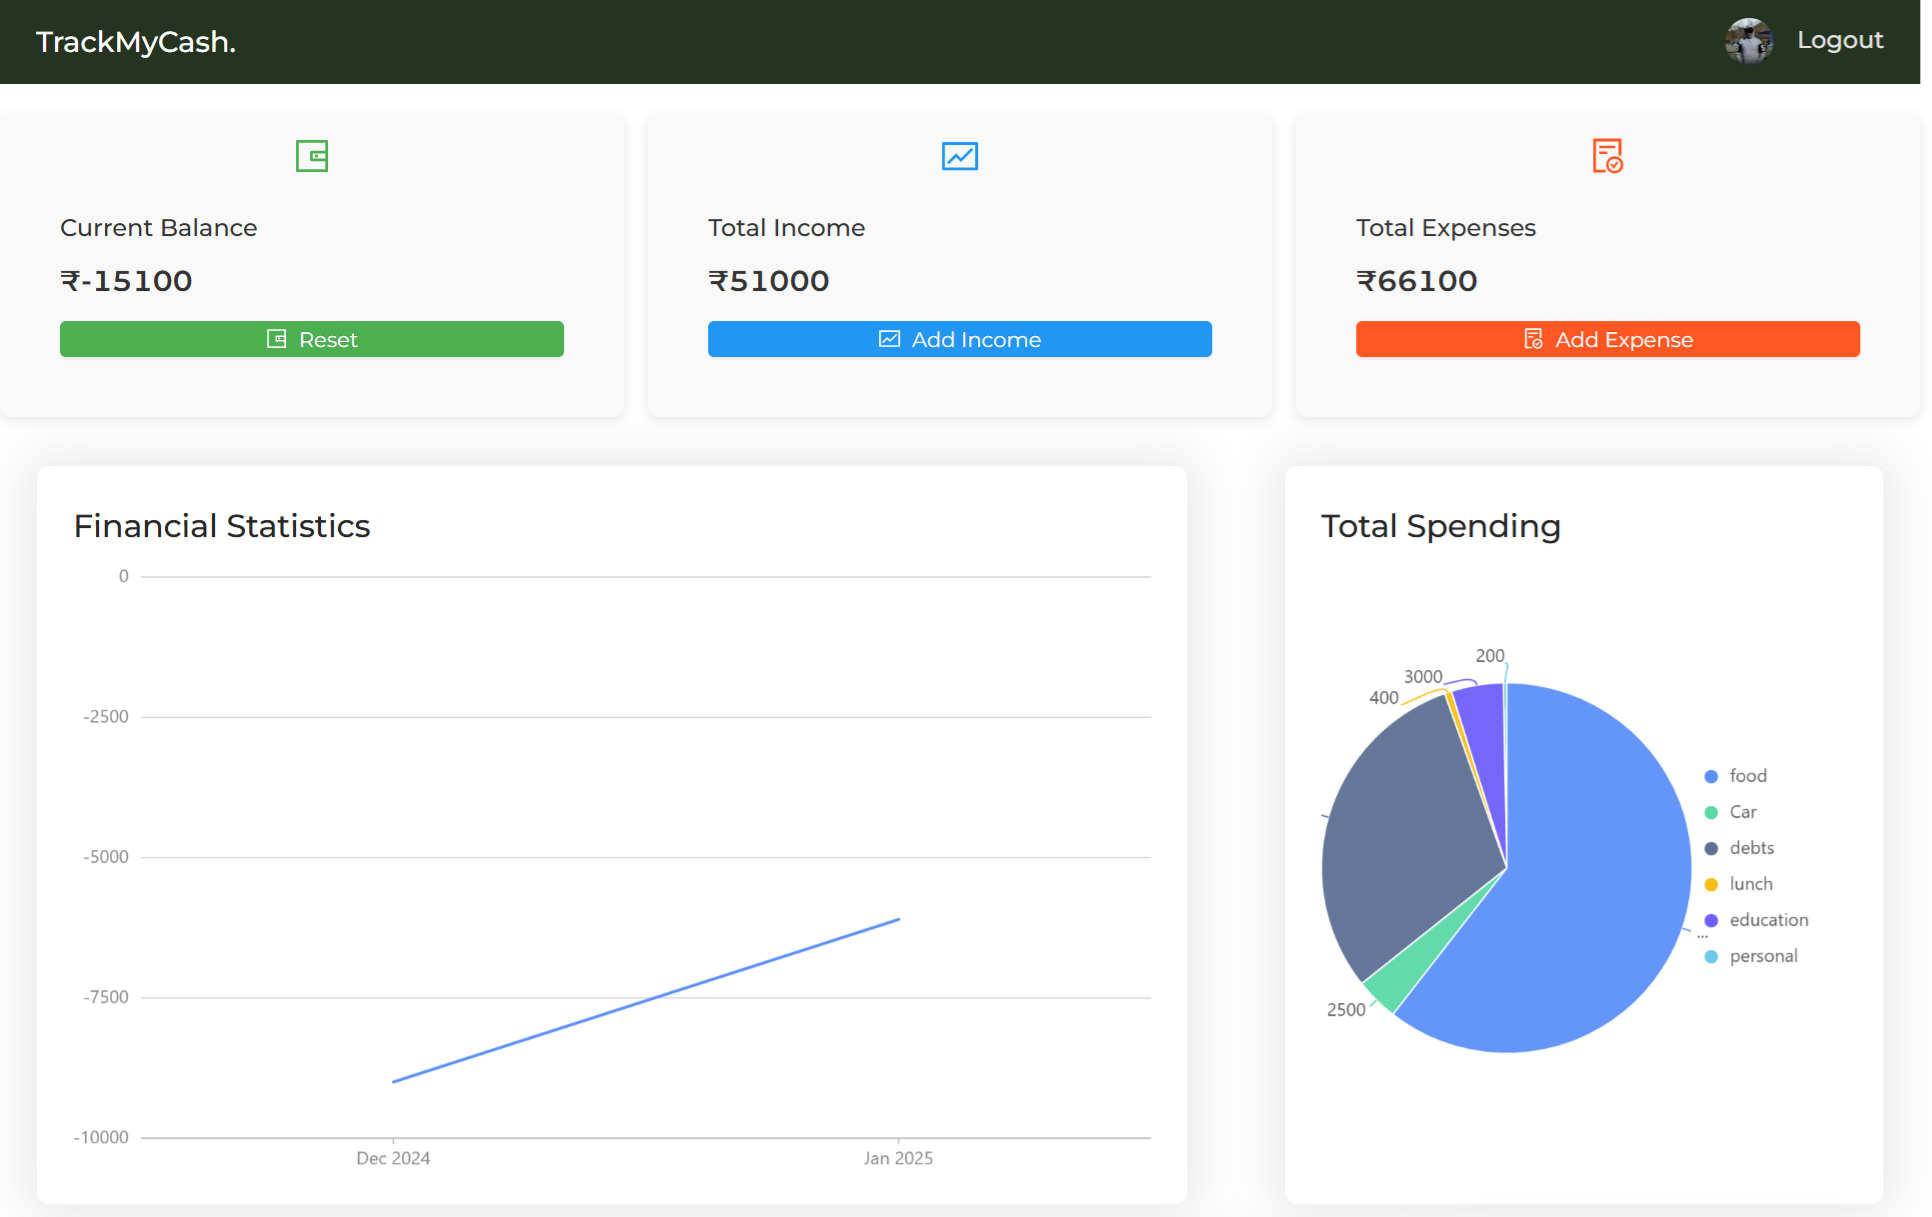 TrackMyCash.
Logout
Current Balance
₹-15100
Reset
Total Income
₹51000
Add Income
Total Expenses
₹66100
Add Expense
Financial Statistics
0
-2500
-5000
-7500
-10000
Dec 2024
Jan 2025
Total Spending
200
3000
400
2500
...
food
Car
debts
lunch
education
personal